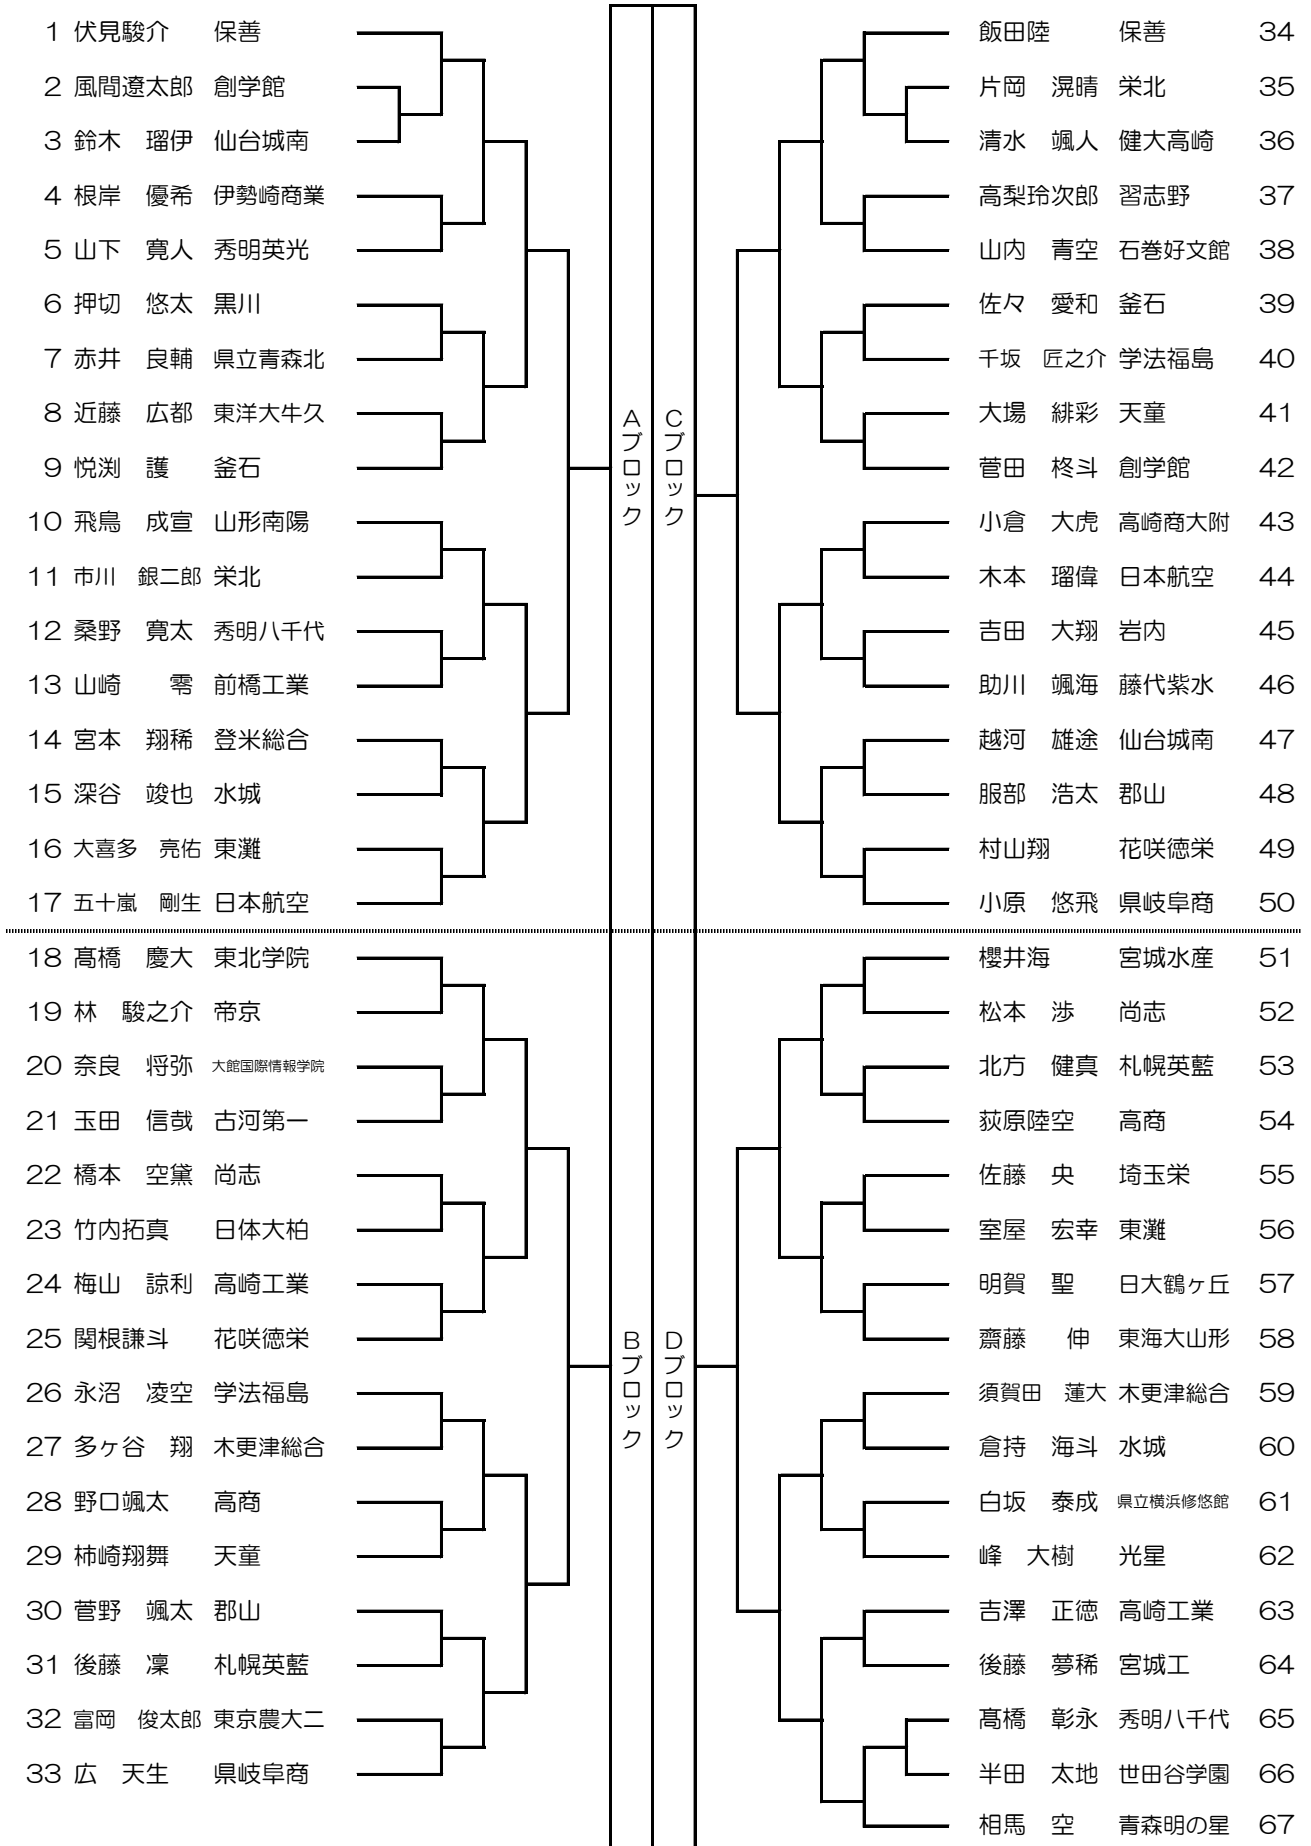 1 伏見駿介 保善
2 風間遼太郎 創学館
3 鈴木 瑠伊 仙台城南
4 根岸 優希 伊勢崎商業
5 山下 寛人 秀明英光
6 押切 悠太 黒川
7 赤井 良輔 県立青森北
8 近藤 広都 東洋大牛久
9 悦渕 護 釜石
10 飛鳥 成宣 山形南陽
11 市川 銀二郎 栄北
12 桑野 寛太 秀明八千代
13 山崎 零 前橋工業
14 宮本 翔稀 登米総合
15 深谷 竣也 水城
16 大喜多 亮佑 東灘
17 五十嵐 剛生 日本航空
Aブロック
18 髙橋 慶大 東北学院
19 林 駿之介 帝京
20 奈良 将弥 大館国際情報学院
21 玉田 信哉 古河第一
22 橋本 空黛 尚志
23 竹内拓真 日体大柏
24 梅山 諒利 高崎工業
25 関根謙斗 花咲徳栄
26 永沼 凌空 学法福島
27 多ヶ谷 翔 木更津総合
28 野口颯太 高商
29 柿崎翔舞 天童
30 菅野 颯太 郡山
31 後藤 凜 札幌英藍
32 富岡 俊太郎 東京農大二
33 広 天生 県岐阜商
Bブロック
飯田陸 保善 34
片岡 滉晴 栄北 35
清水 颯人 健大高崎 36
高梨玲次郎 習志野 37
山内 青空 石巻好文館 38
佐々 愛和 釜石 39
千坂 匠之介 学法福島 40
大場 緋彩 天童 41
菅田 柊斗 創学館 42
小倉 大虎 高崎商大附 43
木本 瑠偉 日本航空 44
吉田 大翔 岩内 45
助川 颯海 藤代紫水 46
越河 雄途 仙台城南 47
服部 浩太 郡山 48
村山翔 花咲徳栄 49
小原 悠飛 県岐阜商 50
Cブロック
櫻井海 宮城水産 51
松本 渉 尚志 52
北方 健真 札幌英藍 53
荻原陸空 高商 54
佐藤 央 埼玉栄 55
室屋 宏幸 東灘 56
明賀 聖 日大鶴ヶ丘 57
齋藤 伸 東海大山形 58
須賀田 蓮大 木更津総合 59
倉持 海斗 水城 60
白坂 泰成 県立横浜修悠館 61
峰 大樹 光星 62
吉澤 正徳 高崎工業 63
後藤 夢稀 宮城工 64
髙橋 彰永 秀明八千代 65
半田 太地 世田谷学園 66
相馬 空 青森明の星 67
Dブロック